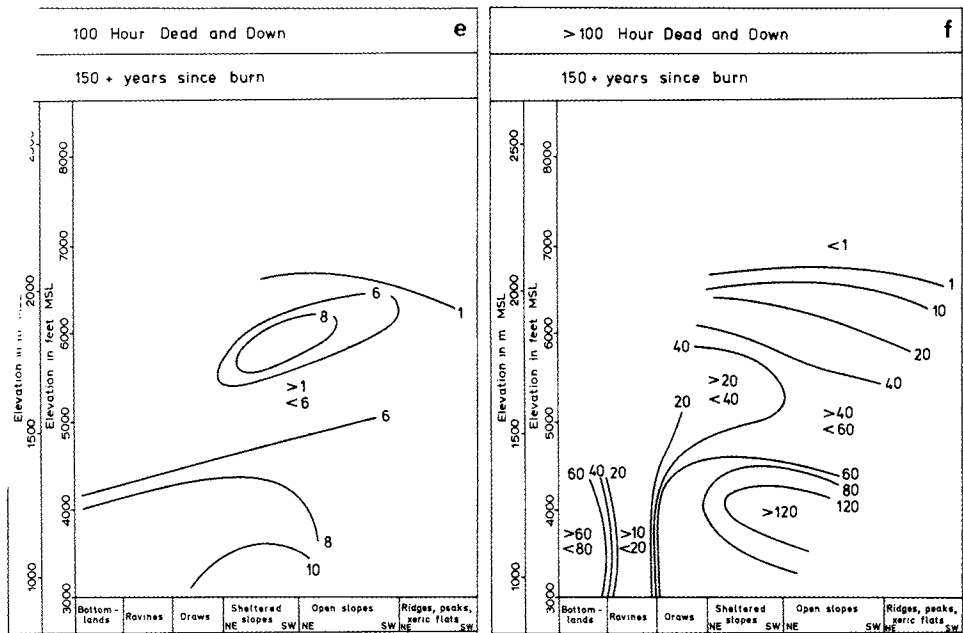 100 Hour Dead and Down e
150 + years since burn
Elevation in feet MSL
8000
7000
2000
6000
5000
1500
4000
1000
3000
6
8
1
>1
<6
6
8
10
Bottom-
lands
Ravines
Draws
Sheltered
slopes
NE SW
Open slopes
NE SW
Ridges, peaks,
xeric flats
NE SW
>100 Hour Dead and Down f
150 + years since burn
Elevation in m MSL
Elevation in feet MSL
2500
8000
7000
2000
6000
5000
1500
4000
1000
30
<1
1
10
20
40
40
>20
<40
20
>40
<60
60 40 20
60
80
120
>120
>60
<80
>10
<20
Bottom-
lands
Ravines
Draws
Sheltered
slopes
NE SW
Open slopes
NE SW
Ridges, peaks,
xeric flats
NE SW